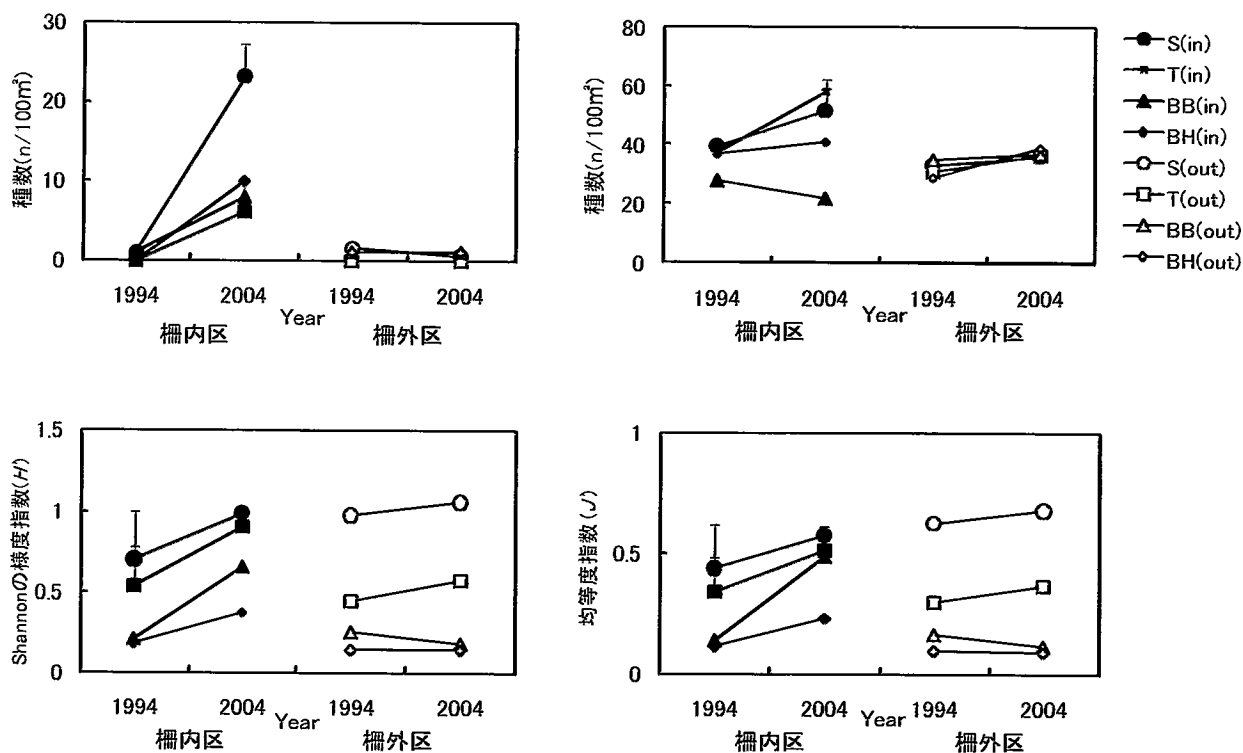 30
20
10
0
種数(n/100㎡)
1994 2004 1994 2004
Year
柵内区 柵外区
80
60
40
20
0
種数(n/100㎡)
1994 2004 1994 2004
Year
柵内区 柵外区
S(in)
T(in)
BB(in)
BH(in)
S(out)
T(out)
BB(out)
BH(out)
1.5
1
0.5
0
Shannonの様度指数(H)
1994 2004 1994 2004
Year
柵内区 柵外区
1
0.5
0
均等度指数(J)
1994 2004 1994 2004
Year
柵内区 柵外区